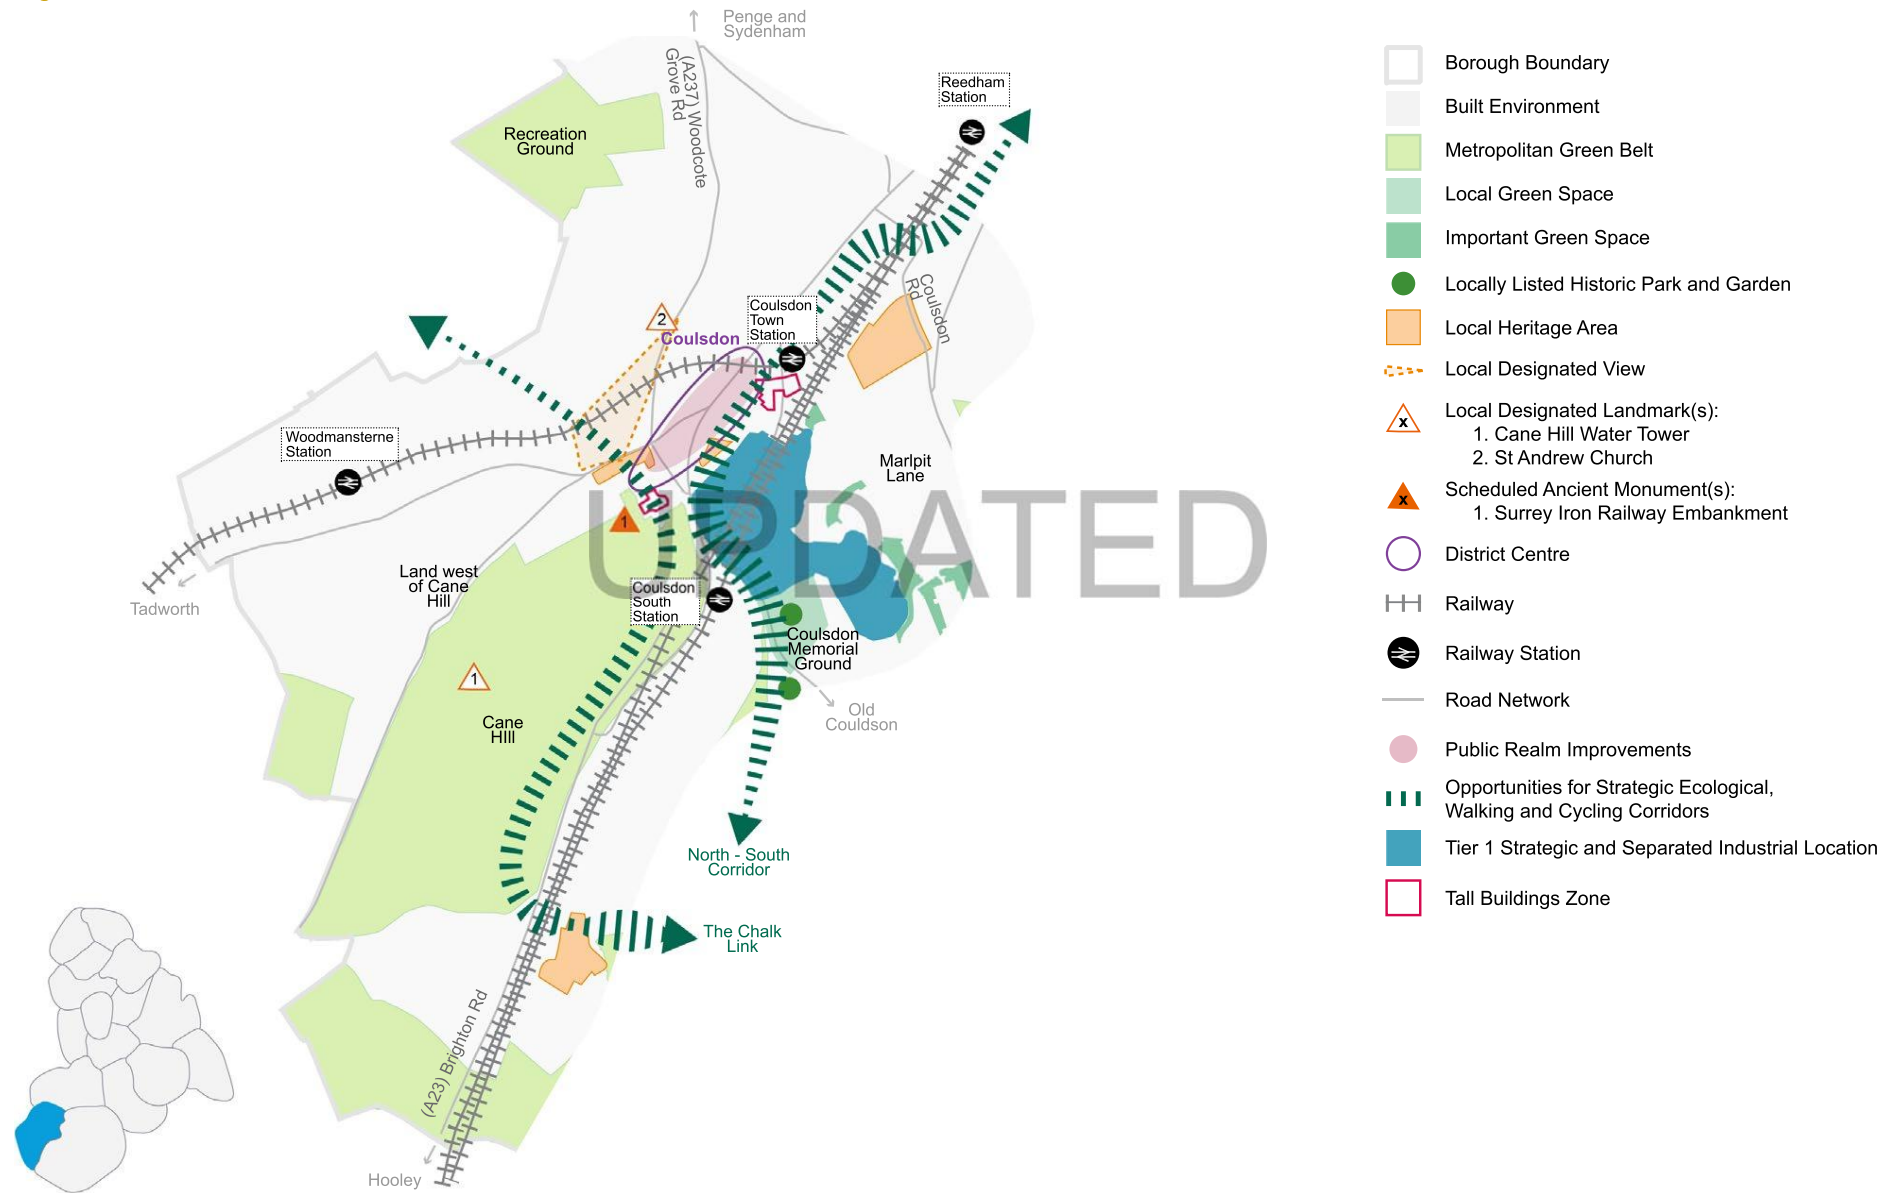 Penge and
Sydenham
(A237) Woodcote
Grove Rd
Reedham
Station
Recreation
Ground
Coulsdon
Rd
Coulsdon
Town
Station
2
Coulsdon
Woodmansterne
Station
Marlpit
Lane
UPDATED
1
Land west
of Cane
Hill
Tadworth
Coulsdon
South
Station
Coulsdon
Memorial
Ground
1
Cane
HIll
Old
Couldson
North - South
Corridor
The Chalk
Link
(A23) Brighton Rd
Hooley
Borough Boundary
Built Environment
Metropolitan Green Belt
Local Green Space
Important Green Space
Locally Listed Historic Park and Garden
Local Heritage Area
Local Designated View
x
Local Designated Landmark(s):
1. Cane Hill Water Tower
2. St Andrew Church
x
Scheduled Ancient Monument(s):
1. Surrey Iron Railway Embankment
District Centre
Railway
Railway Station
Road Network
Public Realm Improvements
Opportunities for Strategic Ecological,
Walking and Cycling Corridors
Tier 1 Strategic and Separated Industrial Location
Tall Buildings Zone